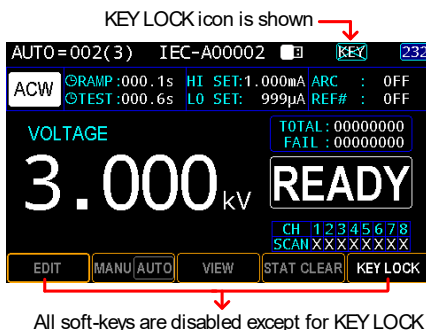 KEY LOCK icon is shown
AUTO=002(3) IEC-A00002 KEY 232
ACW RAMP:000.1s HI SET:1.000mA ARC : OFF
TEST:000.6s LO SET: 999µA REF# : OFF
VOLTAGE TOTAL:00000000
FAIL :00000000
3.000kV READY
CH 12345678
SCAN XXXXXXXX
EDIT MANU AUTO VIEW STAT CLEAR KEY LOCK
All soft-keys are disabled except for KEY LOCK